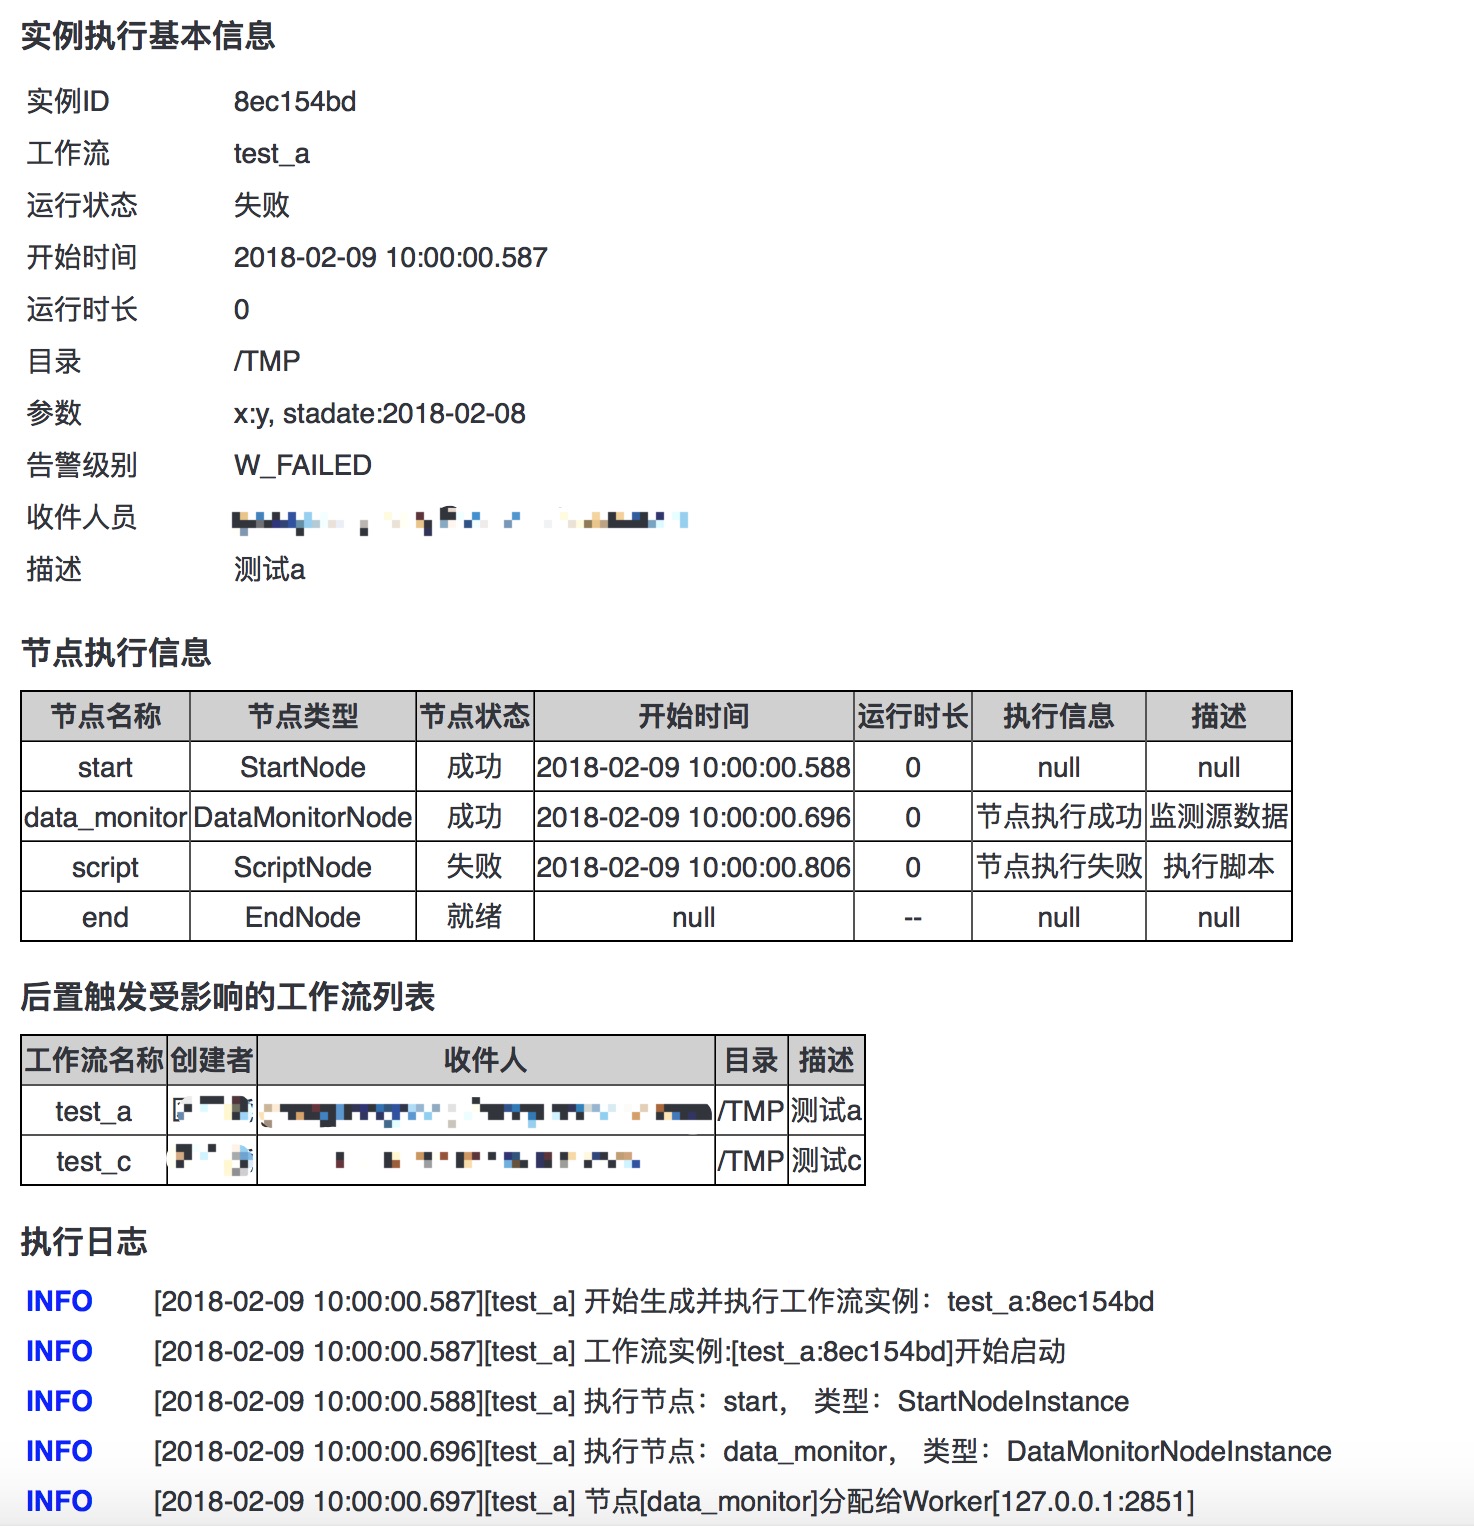 实例执行基本信息
实例ID 8ec154bd
工作流 test_a
运行状态 失败
开始时间 2018-02-09 10:00:00.587
运行时长 0
目录 /TMP
参数 x:y, stadate:2018-02-08
告警级别 W_FAILED
收件人员
描述 测试a
节点执行信息
节点名称 节点类型 节点状态 开始时间 运行时长 执行信息 描述
start StartNode 成功 2018-02-09 10:00:00.588 0 null null
data_monitor DataMonitorNode 成功 2018-02-09 10:00:00.696 0 节点执行成功 监测源数据
script ScriptNode 失败 2018-02-09 10:00:00.806 0 节点执行失败 执行脚本
end EndNode 就绪 null -- null null
后置触发受影响的工作流列表
工作流名称 创建者 收件人 目录 描述
test_a /TMP 测试a
test_c /TMP 测试c
执行日志
INFO [2018-02-09 10:00:00.587][test_a] 开始生成并执行工作流实例：test_a:8ec154bd
INFO [2018-02-09 10:00:00.587][test_a] 工作流实例:[test_a:8ec154bd]开始启动
INFO [2018-02-09 10:00:00.588][test_a] 执行节点：start， 类型：StartNodeInstance
INFO [2018-02-09 10:00:00.696][test_a] 执行节点：data_monitor， 类型：DataMonitorNodeInstance
INFO [2018-02-09 10:00:00.697][test_a] 节点[data_monitor]分配给Worker[127.0.0.1:2851]